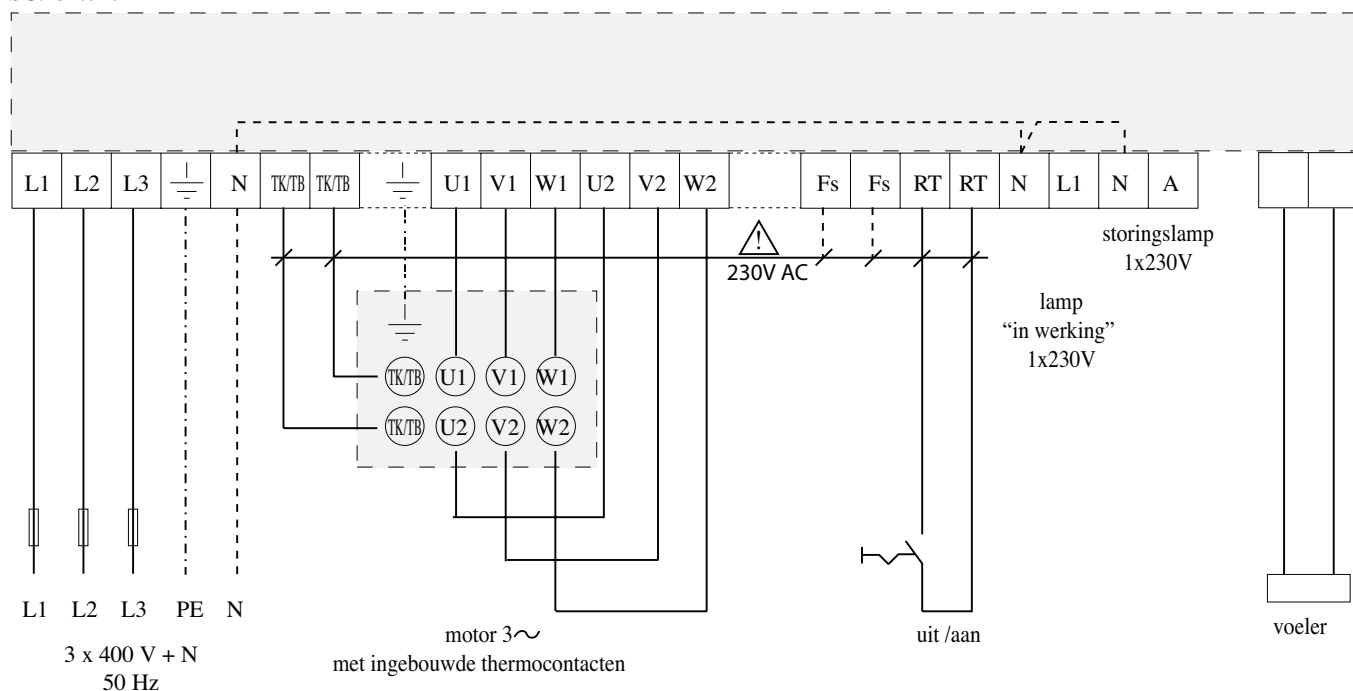 L1 L2 L3 N TK/TB TK/TB U1 V1 W1 U2 V2 W2 Fs Fs RT RT N L1 N A
storingslamp
1x230V
230V AC
lamp
“in werking”
1x230V
TK/TB U1 V1 W1
TK/TB U2 V2 W2
L1 L2 L3 PE N
3 x 400 V + N
50 Hz
motor 3~
met ingebouwde thermocontacten
uit /aan
voeler